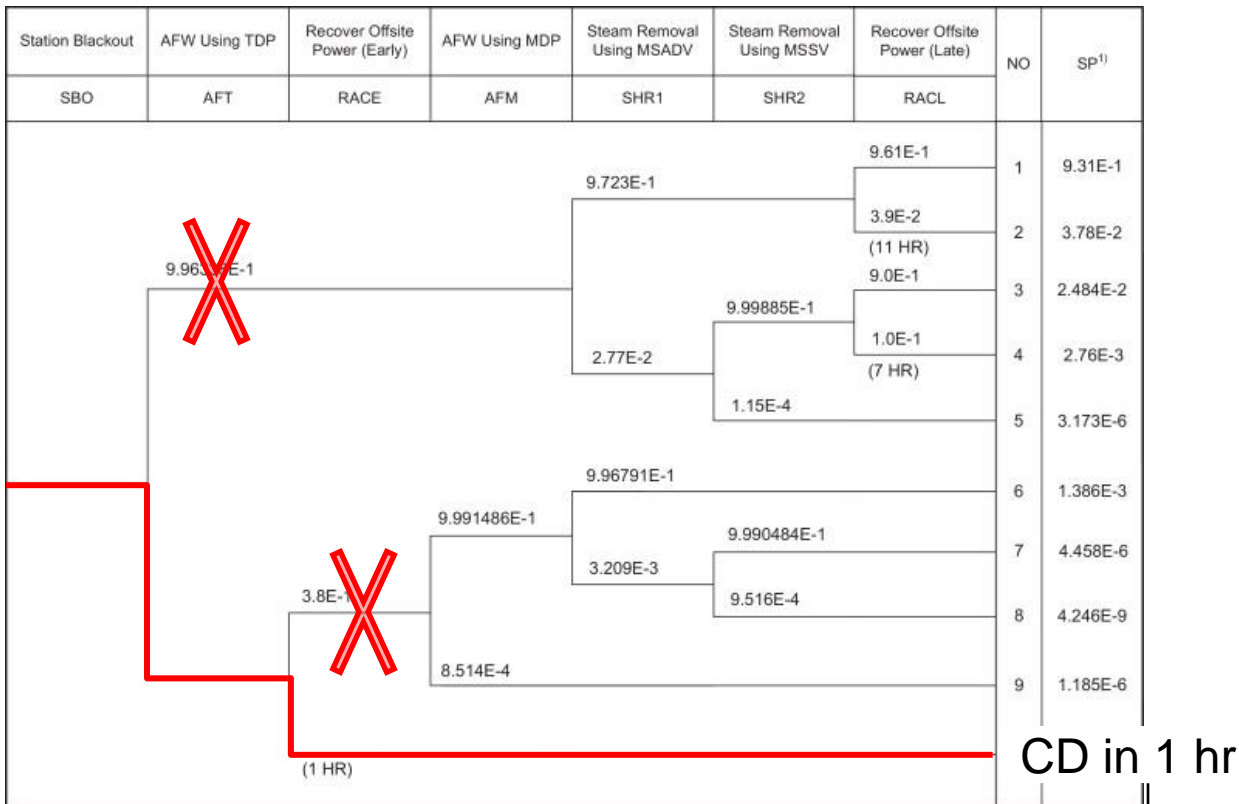 Station Blackout
AFW Using TDP
Recover Offsite
Power (Early)
AFW Using MDP
Steam Removal
Using MSADV
Steam Removal
Using MSSV
Recover Offsite
Power (Late)
NO
SP1)
SBO
AFT
RACE
AFM
SHR1
SHR2
RACL
9.61E-1
1
9.31E-1
9.723E-1
3.9E-2
2
3.78E-2
(11 HR)
9.0E-1
3
2.484E-2
9.99885E-1
1.0E-1
2.77E-2
4
2.76E-3
(7 HR)
1.15E-4
5
3.173E-6
9.96791E-1
6
1.386E-3
9.991486E-1
9.990484E-1
7
4.458E-6
3.209E-3
3.8E-1
9.516E-4
8
4.246E-9
8.514E-4
9
1.185E-6
(1 HR)
CD in 1 hr